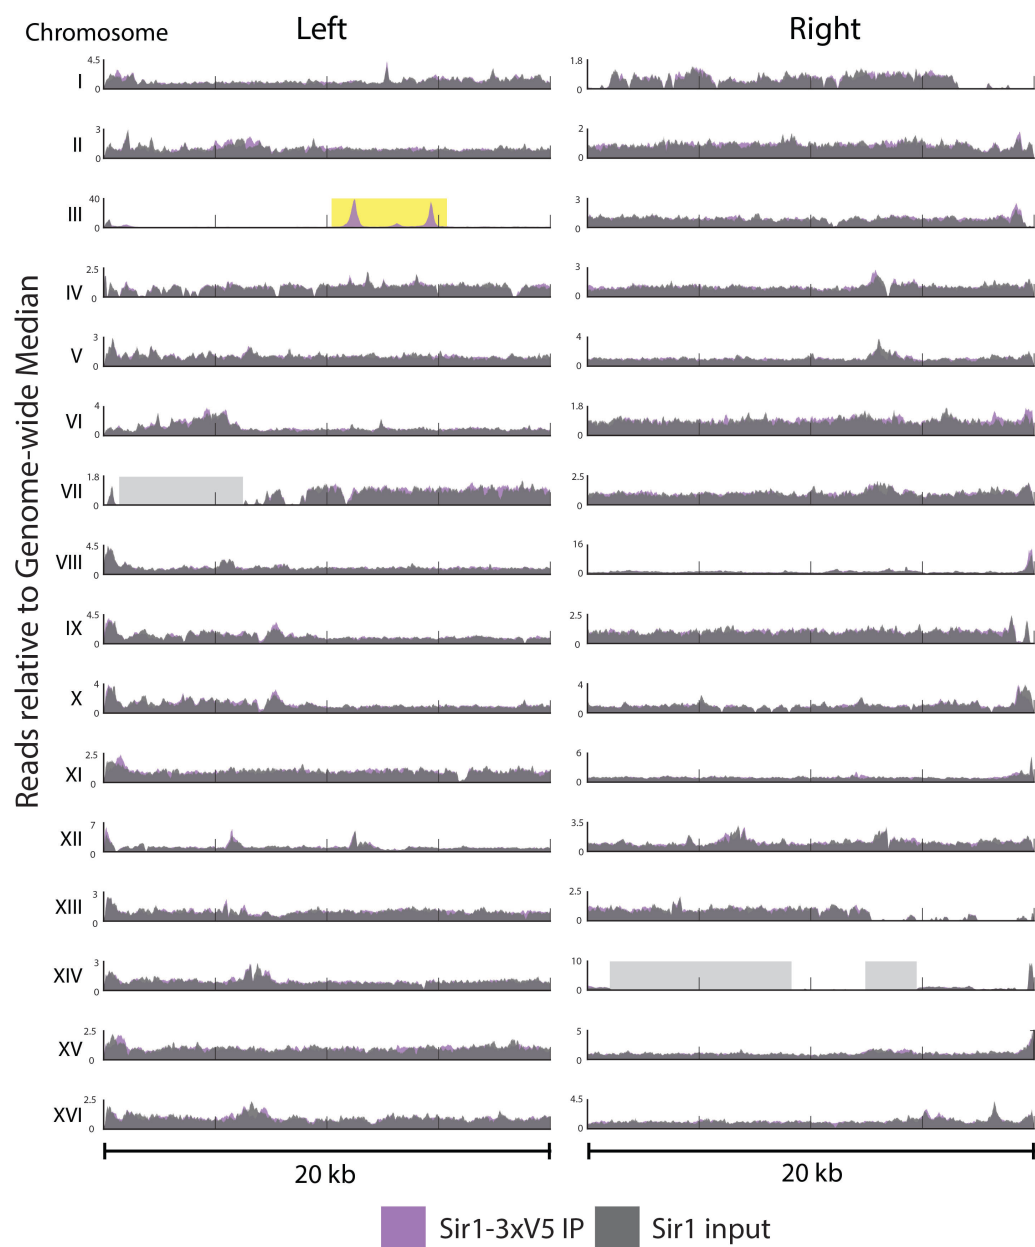 Chromosome Left Right
I 4.5 0 1.8 0
II 3 0 2 0
III 40 0 3 0
IV 2.5 0 3 0
V 3 0 4 0
VI 4 0 1.8 0
VII 1.8 0 2.5 0
VIII 4.5 0 16 0
IX 4.5 0 2.5 0
X 4 0 4 0
XI 2.5 0 6 0
XII 7 0 3.5 0
XIII 3 0 2.5 0
XIV 3 0 10 0
XV 2.5 0 5 0
XVI 2.5 0 4.5 0
Reads relative to Genome-wide Median
20 kb 20 kb
Sir1-3xV5 IP Sir1 input